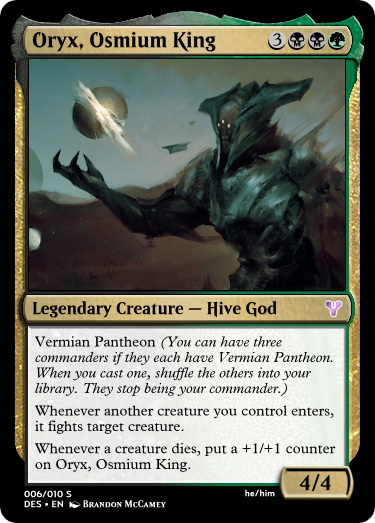 Oryx, Osmium King 3
Legendary Creature — Hive God
Vermian Pantheon (You can have three
commanders if they each have Vermian Pantheon.
When you cast one, shuffle the others into your
library. They stop being your commander.)
Whenever another creature you control enters,
it fights target creature.
Whenever a creature dies, put a +1/+1 counter
on Oryx, Osmium King.
4/4
006/010 S he/him
DES • EN Brandon McCamey